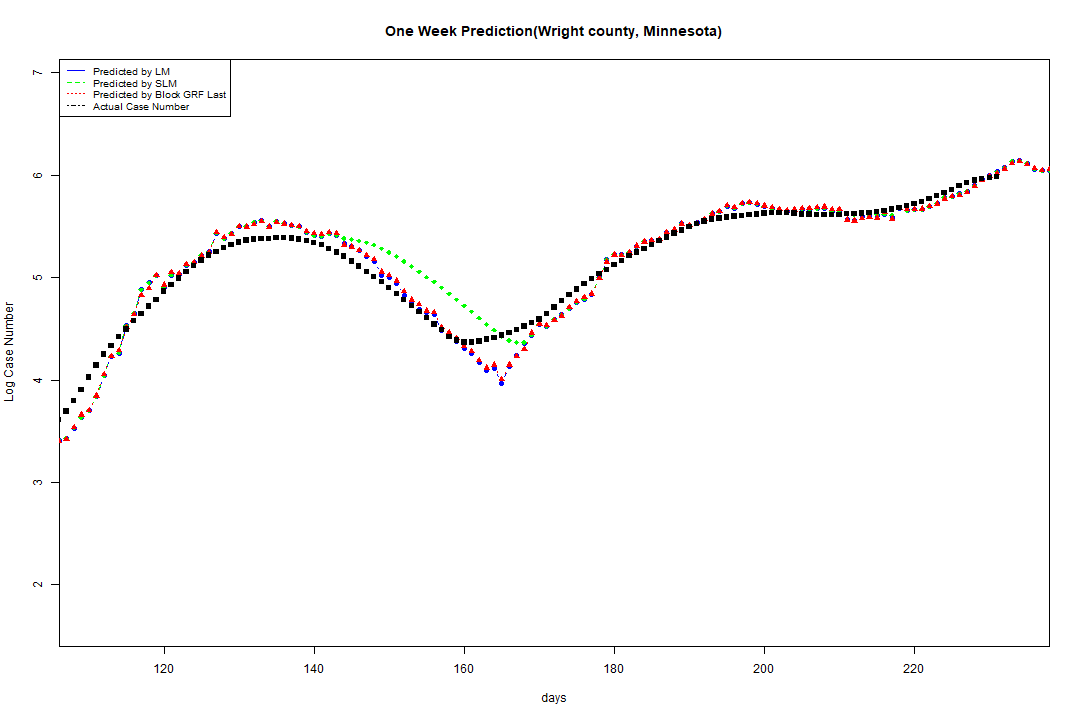 One Week Prediction(Wright county, Minnesota)
Predicted by LM
Predicted by SLM
Predicted by Block GRF Last
Actual Case Number
7
6
5
4
3
2
Log Case Number
120 140 160 180 200 220
days